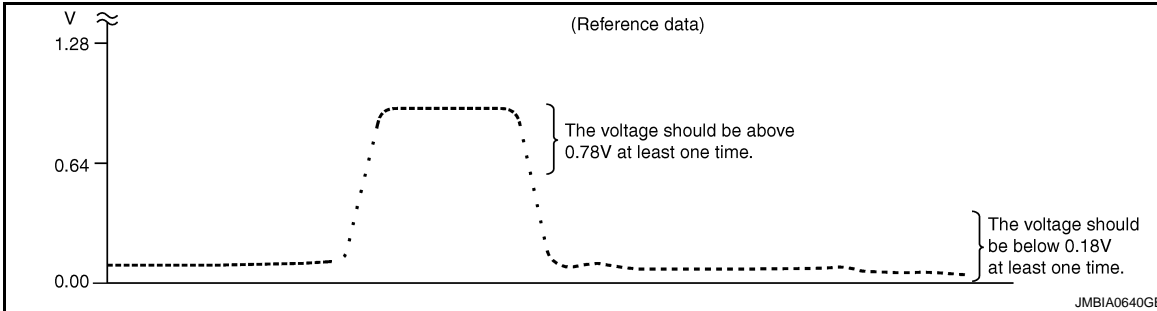 V
(Reference data)
1.28
The voltage should be above
0.78V at least one time.
0.64
The voltage should
be below 0.18V
at least one time.
0.00